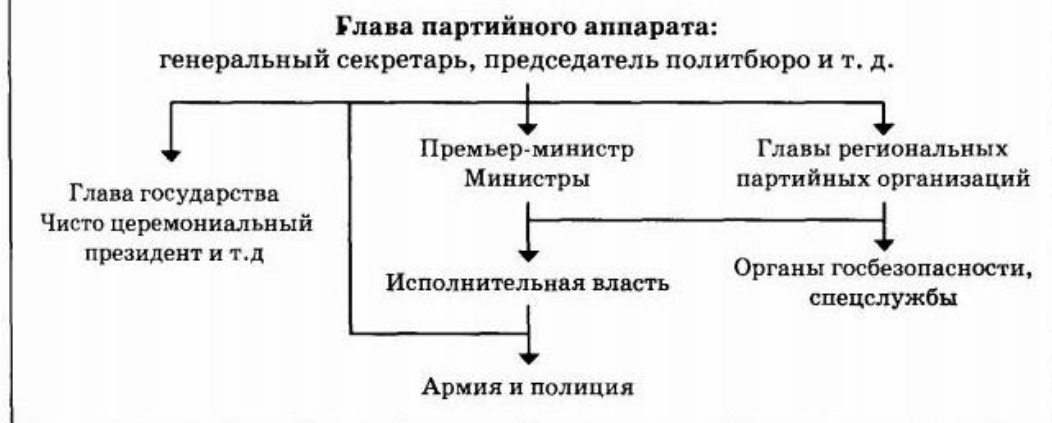 Глава партийного аппарата:
генеральный секретарь, председатель политбюро и т. д.
Премьер-министр
Министры
Главы региональных
партийных организаций
Глава государства
Чисто церемониальный
президент и т.д
Исполнительная власть
Органы госбезопасности,
спецслужбы
Армия и полиция